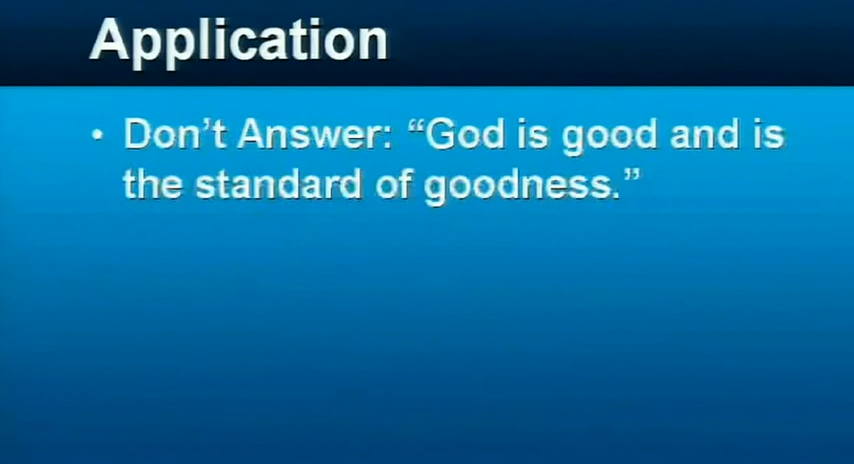 Application
• Don’t Answer: “God is good and is
the standard of goodness.”